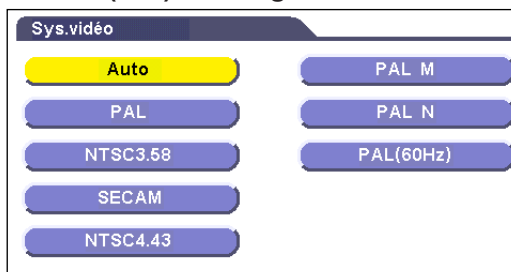 Sys.vidéo
Auto
PAL
NTSC3.58
SECAM
NTSC4.43
PAL M
PAL N
PAL(60Hz)